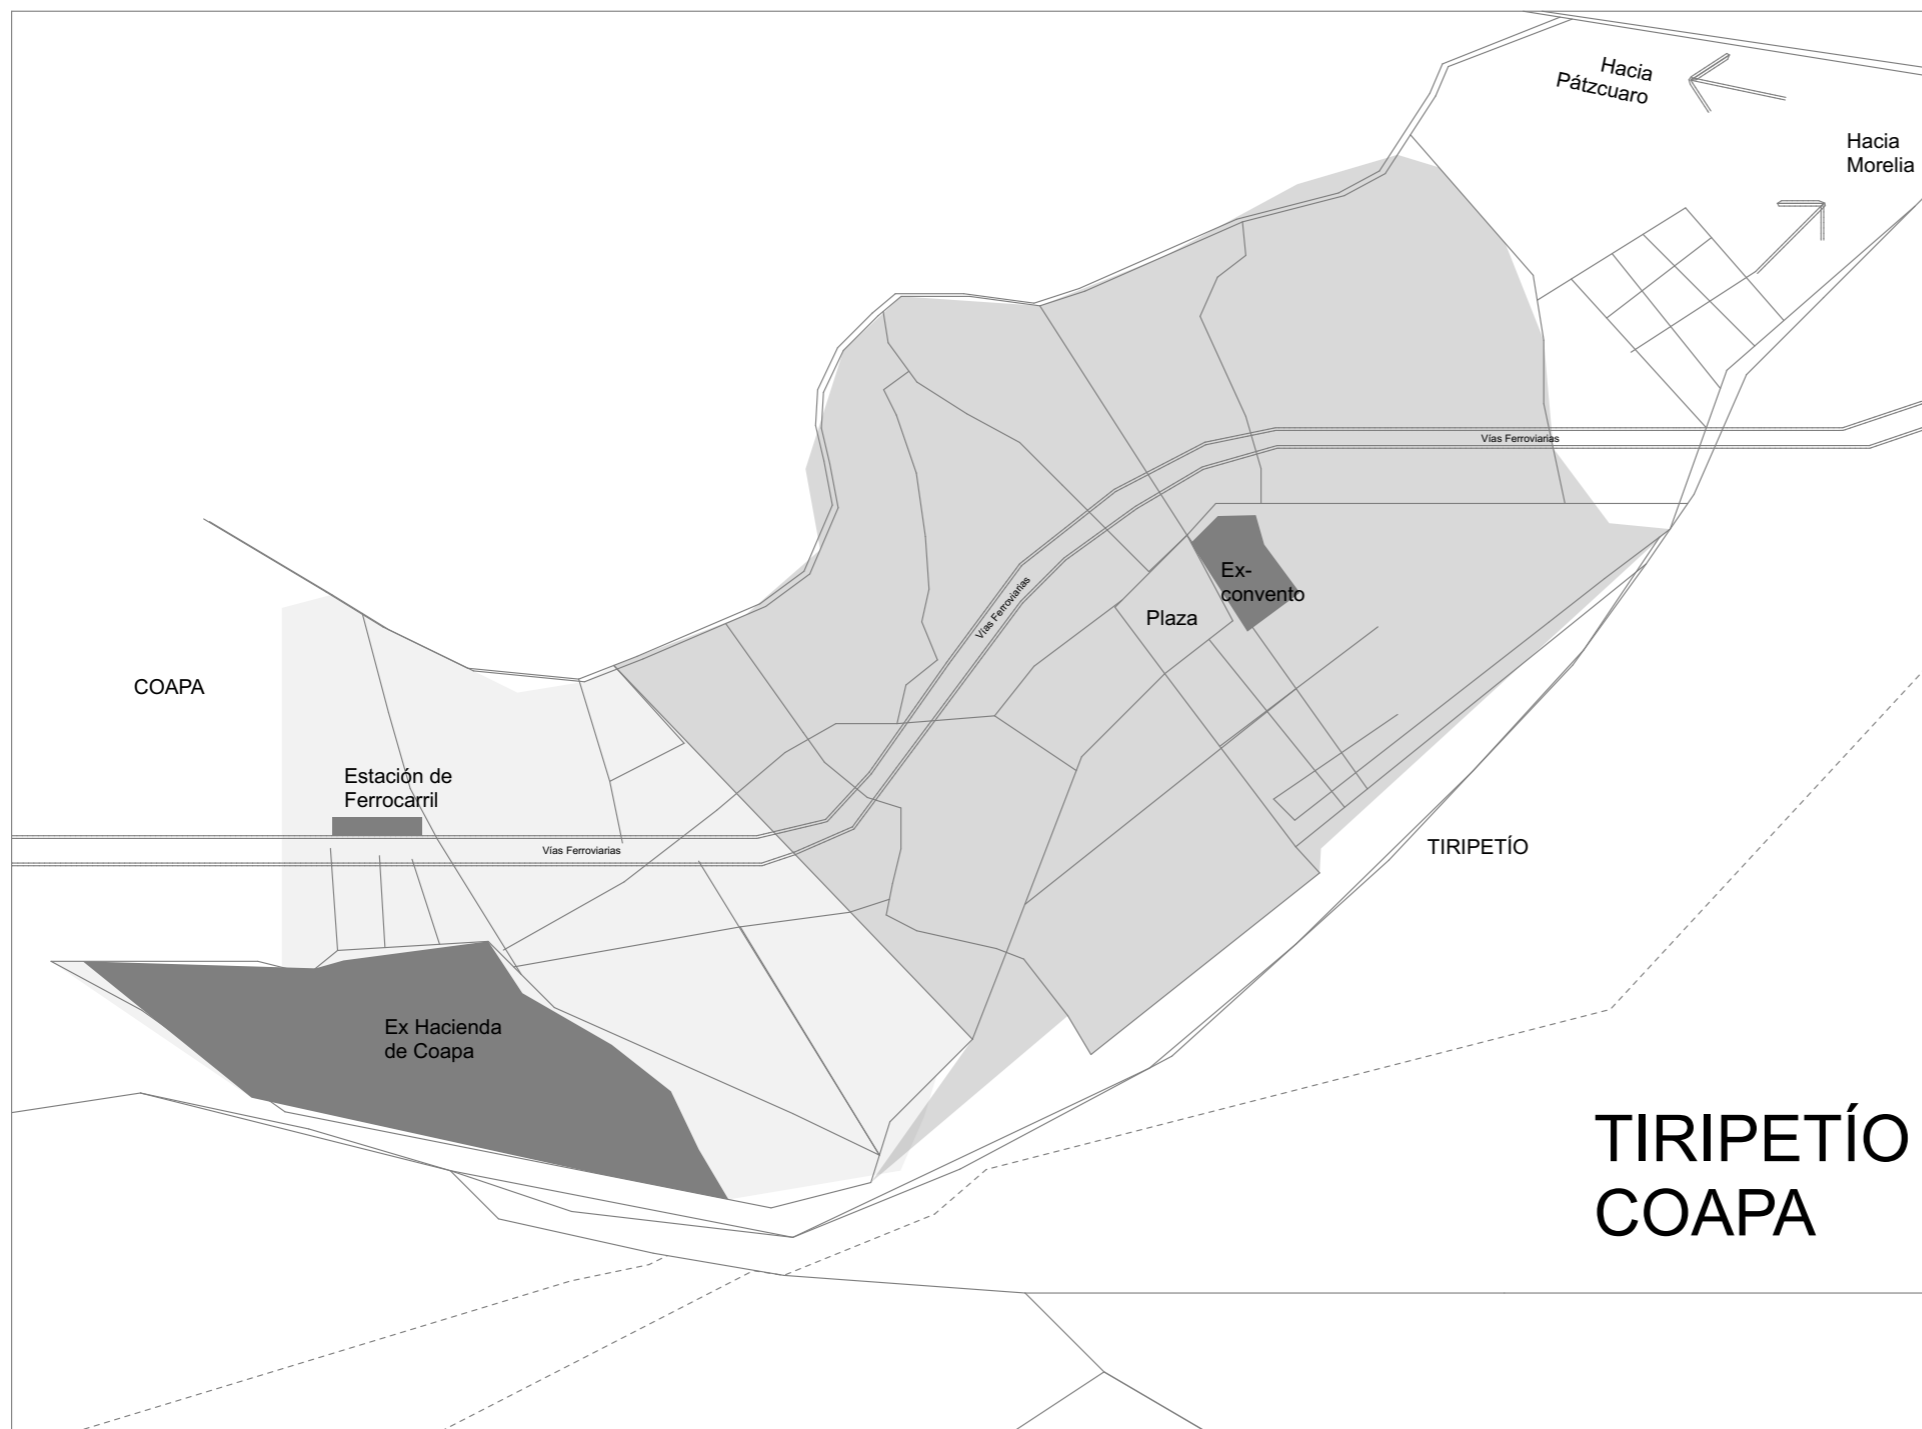 Hacia
Pátzcuaro
Hacia
Morelia
Vías Ferroviarias
Ex-
convento
Plaza
Vías Ferroviarias
COAPA
Estación de
Ferrocarril
Vías Ferroviarias
TIRIPETÍO
Ex Hacienda
de Coapa
TIRIPETÍO
COAPA